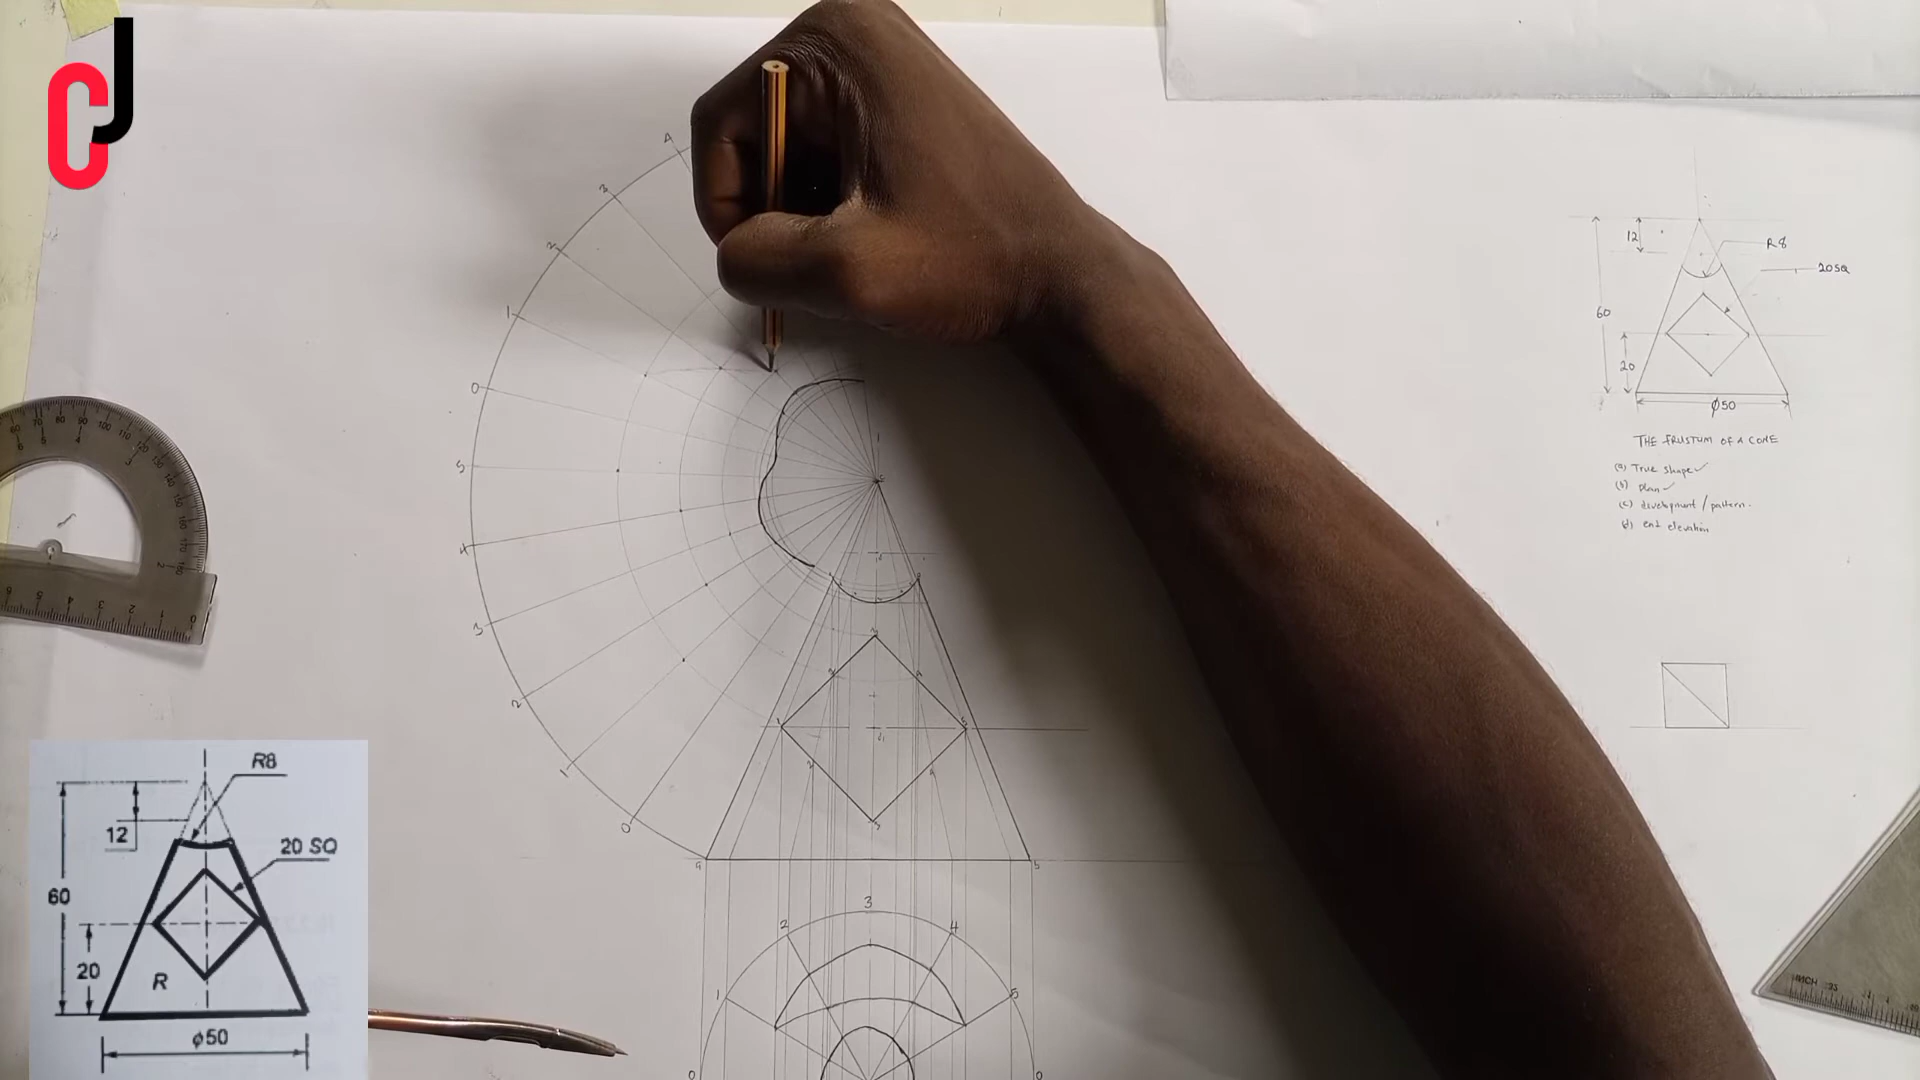 CJ
12
R8
20SQ
60
20
φ50
THE FRUSTUM OF A CONE
(a) True shape ✓
(b) plan ✓
(c) development / pattern.
(d) end elevation
A
3
2
1
0
5
4
3
2
1
0
1
2
3
4
5
0
0
R8
12
20 SQ
60
20
R
φ50
INCH